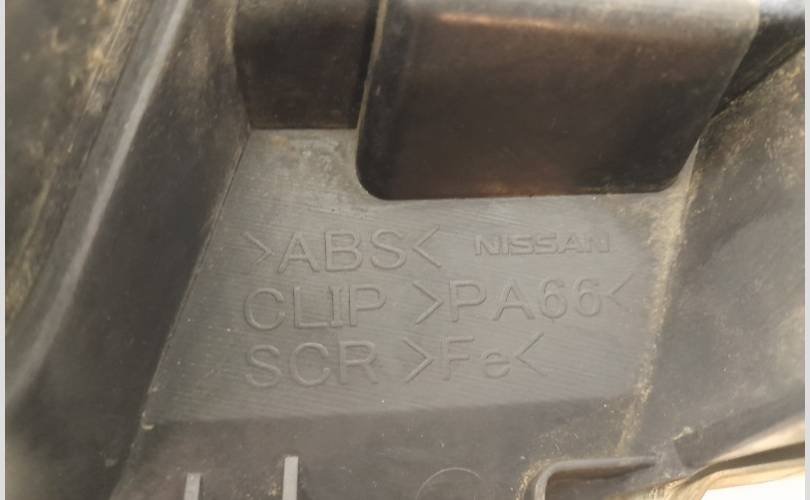 >ABS< NISSAN
CLIP >PA66<
SCR >Fe<